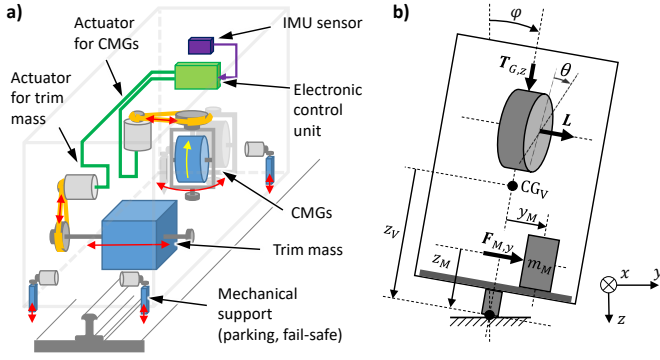 a)
Actuator
for CMGs
IMU sensor
Actuator
for trim
mass
Electronic
control
unit
CMGs
Trim mass
Mechanical
support
(parking, fail-safe)
b)
φ
T_G,z
θ
L
CG_V
y_M
z_V
F_M,y
z_M
m_M
x
y
z